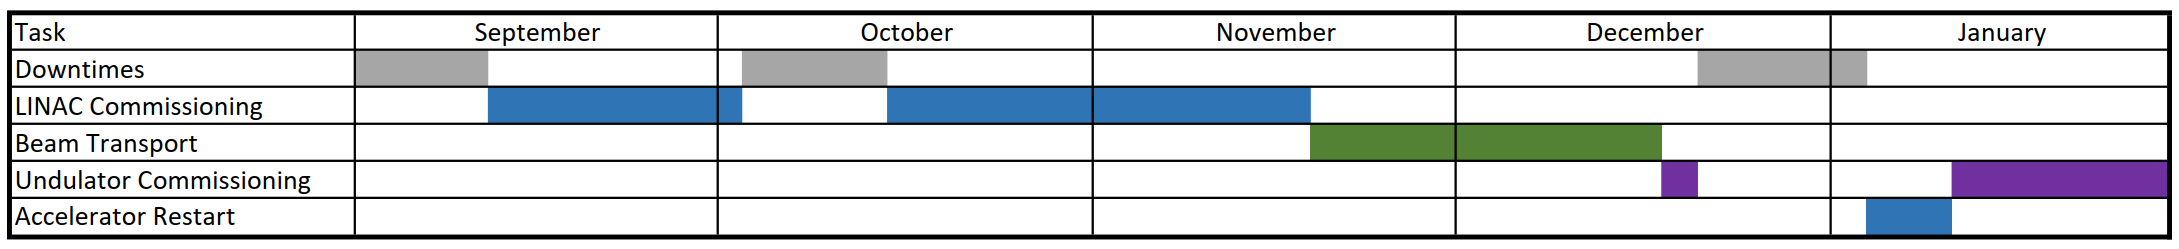 Task September October November December January
Downtimes
LINAC Commissioning
Beam Transport
Undulator Commissioning
Accelerator Restart